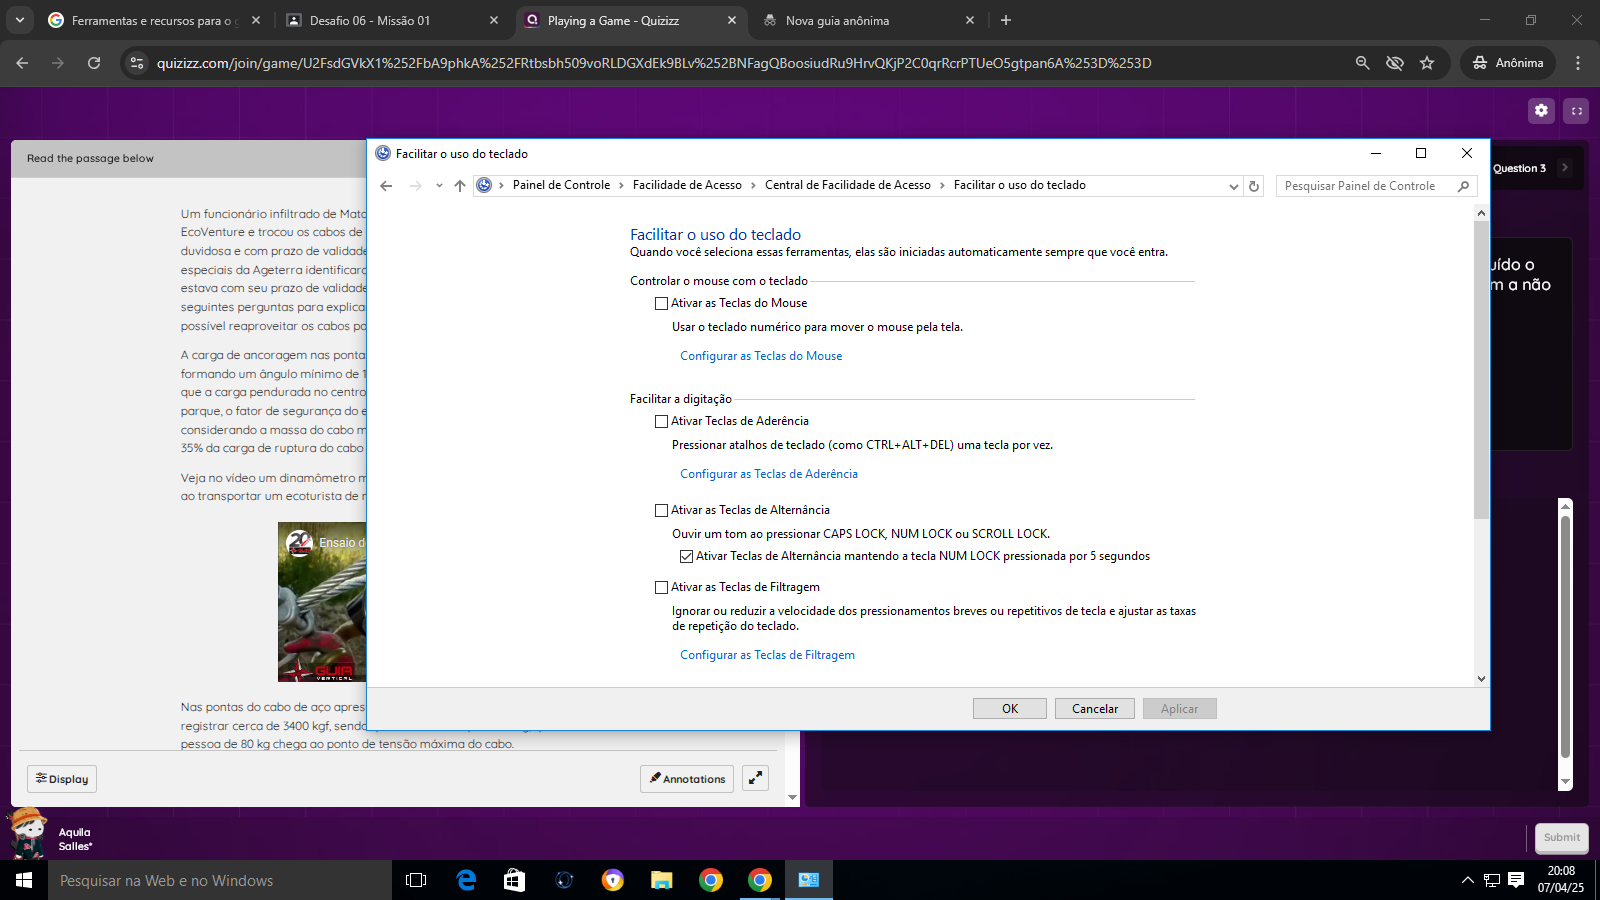 Ferramentas e recursos para o
Desafio 06 - Missão 01
Playing a Game - Quizizz
Nova guia anônima
quizizz.com/join/game/U2FsdGVkX1%252FbA9phkA%252FRtbsbh509voRLDGXdEk9BLv%252BNFagQBoosiudRu9HrvQKjP2C0qrRcrPTUeO5gtpan6A%253D%253D
Anônima
Read the passage below
Question 3
Um funcionário infiltrado de
EcoVenture e trocou os cabos de
duvidosa e com prazo de validade
especiais da Ageterra
estava com seu prazo de validade
seguintes perguntas para
possível reaproveitar os cabos
A carga de ancoragem nas pontas
formando um ângulo mínimo de
que a carga pendurada no centro
parque, o fator de segurança do
considerando a massa do cabo
35% da carga de ruptura do cabo
Veja no vídeo um dinamômetro
ao transportar um ecoturista de
20
Ensaio
GUIA
VERTICAL
Nas pontas do cabo de aço
registrar cerca de 3400 kgf,
pessoa de 80 kg chega ao ponto de tensão máxima do cabo.
Display
Annotations
Facilitar o uso do teclado
Painel de Controle
Facilidade de Acesso
Central de Facilidade de Acesso
Facilitar o uso do teclado
Pesquisar Painel de Controle
Facilitar o uso do teclado
Quando você seleciona essas ferramentas, elas são iniciadas automaticamente sempre que você entra.
Controlar o mouse com o teclado
Ativar as Teclas do Mouse
Usar o teclado numérico para mover o mouse pela tela.
Configurar as Teclas do Mouse
Facilitar a digitação
Ativar Teclas de Aderência
Pressionar atalhos de teclado (como CTRL+ALT+DEL) uma tecla por vez.
Configurar as Teclas de Aderência
Ativar as Teclas de Alternância
Ouvir um tom ao pressionar CAPS LOCK, NUM LOCK ou SCROLL LOCK.
Ativar Teclas de Alternância mantendo a tecla NUM LOCK pressionada por 5 segundos
Ativar as Teclas de Filtragem
Ignorar ou reduzir a velocidade dos pressionamentos breves ou repetitivos de tecla e ajustar as taxas
de repetição do teclado.
Configurar as Teclas de Filtragem
OK
Cancelar
Aplicar
uído o
m a não
Aquila
Salles*
Submit
Pesquisar na Web e no Windows
20:08
07/04/25